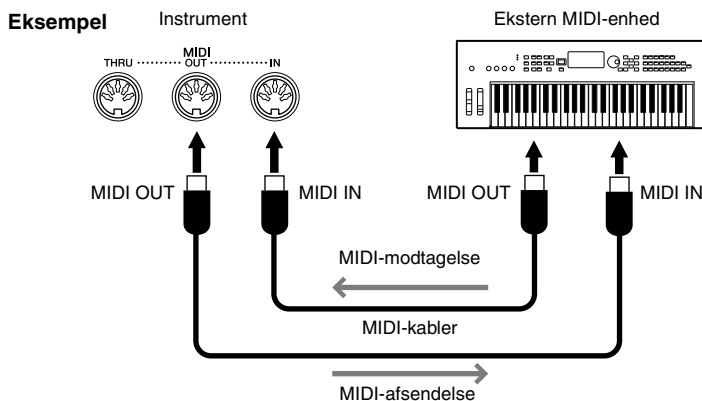 Eksempel
Instrument
Ekstern MIDI-enhed
MIDI
THRU OUT IN
MIDI OUT
MIDI IN
MIDI OUT
MIDI IN
MIDI-modtagelse
MIDI-kabler
MIDI-afsendelse